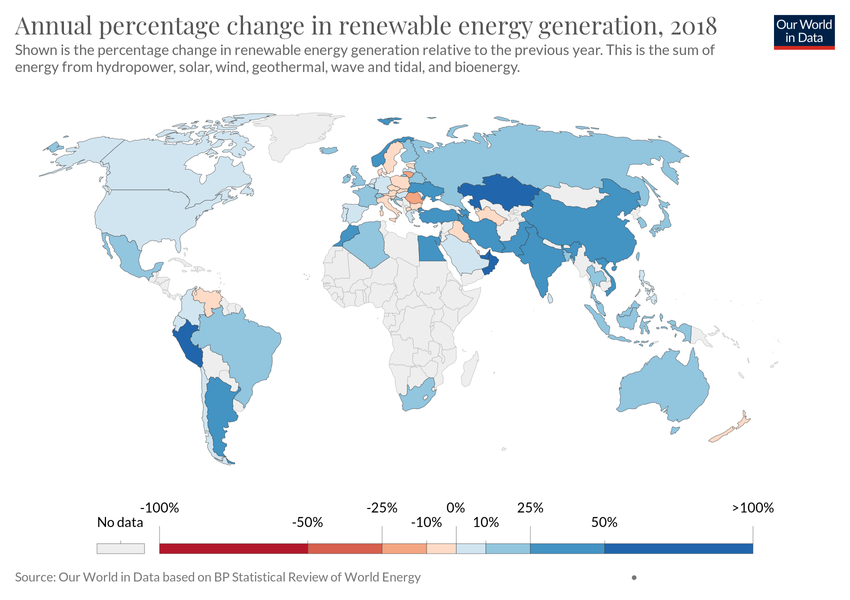 Annual percentage change in renewable energy generation, 2018
Our World
in Data
Shown is the percentage change in renewable energy generation relative to the previous year. This is the sum of
energy from hydropower, solar, wind, geothermal, wave and tidal, and bioenergy.
-100% -25% 0% 25% >100%
No data -50% -10% 10% 50%
Source: Our World in Data based on BP Statistical Review of World Energy